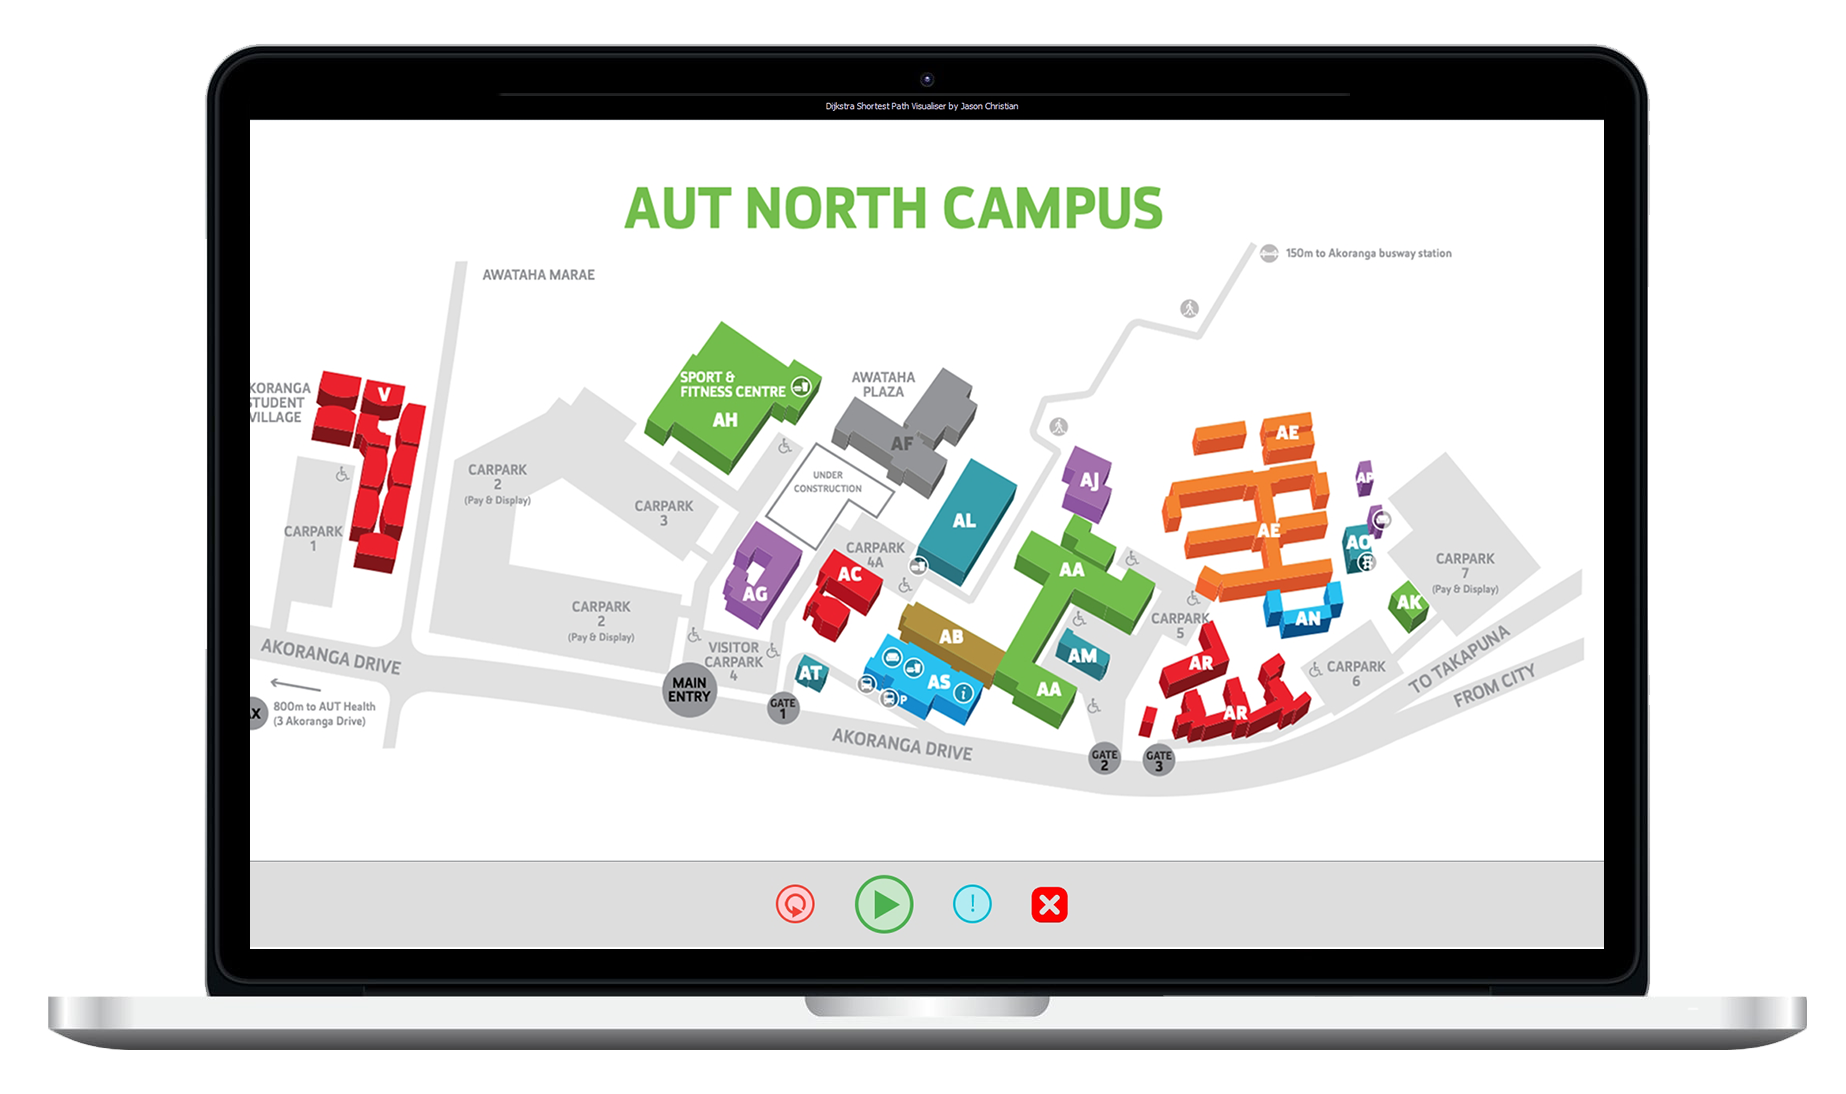 Dijkstra Shortest Path Visualiser by Jason Christian
AUT NORTH CAMPUS
150m to Akoranga busway station
AWATAHA MARAE
KORANGA
STUDENT
VILLAGE
V
SPORT &
FITNESS CENTRE
AH
AWATAHA
PLAZA
AF
UNDER
CONSTRUCTION
CARPARK
2
(Pay & Display)
CARPARK
3
CARPARK
1
AL
AJ
AE
AE
AP
AO
CARPARK
7
(Pay & Display)
CARPARK
4A
AC
AG
AA
AK
AN
CARPARK
2
(Pay & Display)
CARPARK
5
AB
AM
VISITOR
CARPARK
4
AT
AS
i
P
AA
AR
AR
CARPARK
6
AKORANGA DRIVE
MAIN
ENTRY
GATE
1
TO TAKAPUNA
FROM CITY
AX
800m to AUT Health
(3 Akoranga Drive)
AKORANGA DRIVE
GATE
2
GATE
3
!